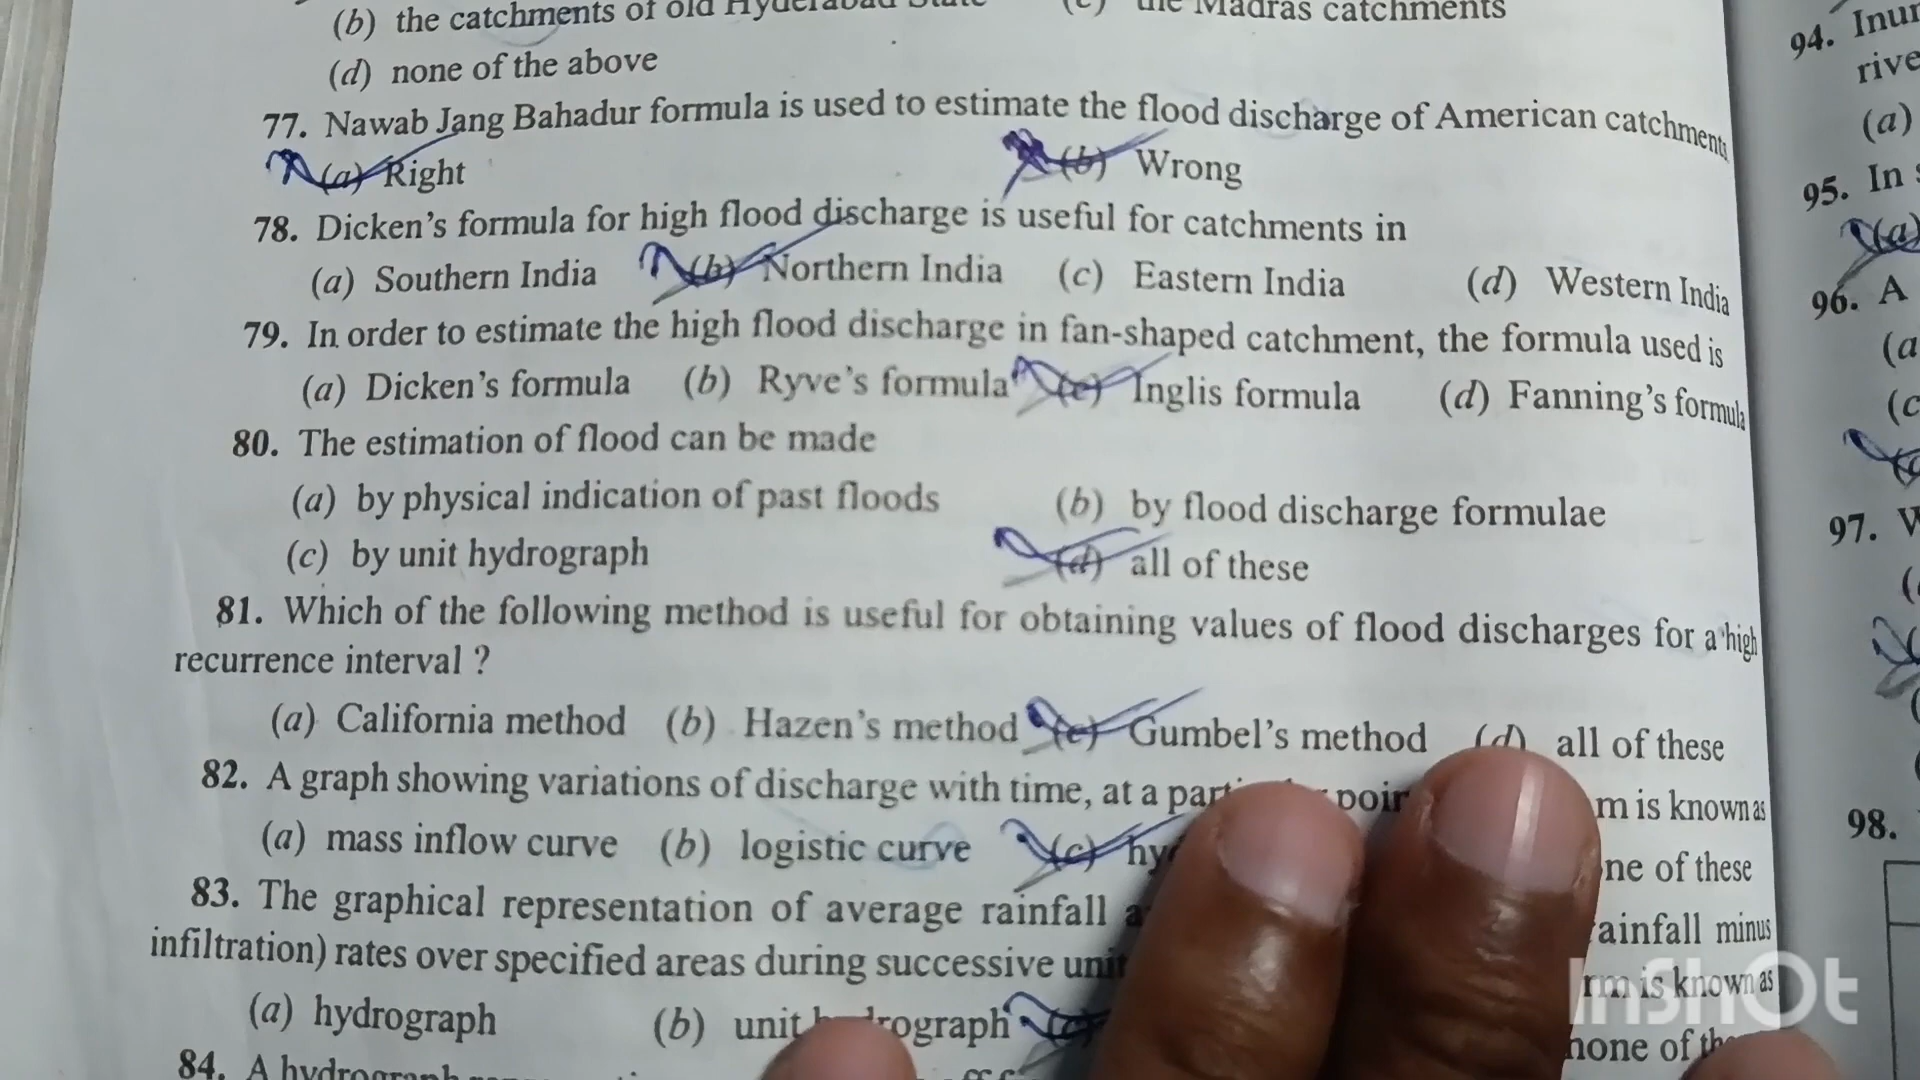 (b) the catchments of old Hyderabad State (c) the Madras catchments
(d) none of the above
77. Nawab Jang Bahadur formula is used to estimate the flood discharge of American catchments
(a) Right (b) Wrong
78. Dicken's formula for high flood discharge is useful for catchments in
(a) Southern India (b) Northern India (c) Eastern India (d) Western India
79. In order to estimate the high flood discharge in fan-shaped catchment, the formula used is
(a) Dicken's formula (b) Ryve's formula (c) Inglis formula (d) Fanning's formula
80. The estimation of flood can be made
(a) by physical indication of past floods (b) by flood discharge formulae
(c) by unit hydrograph (d) all of these
81. Which of the following method is useful for obtaining values of flood discharges for a high
recurrence interval ?
(a) California method (b) Hazen's method (c) Gumbel's method (d) all of these
82. A graph showing variations of discharge with time, at a m is known as
(a) mass inflow curve (b) logistic curve (c) ne of these
83. The graphical representation of average rainfall ainfall minus
infiltration) rates over specified areas during successive unit rm is known as
(a) hydrograph (b) unit none of
84. A
94.
rive
(a)
95. In
(a)
96. A
(a
(c
97.
98.
InShOt